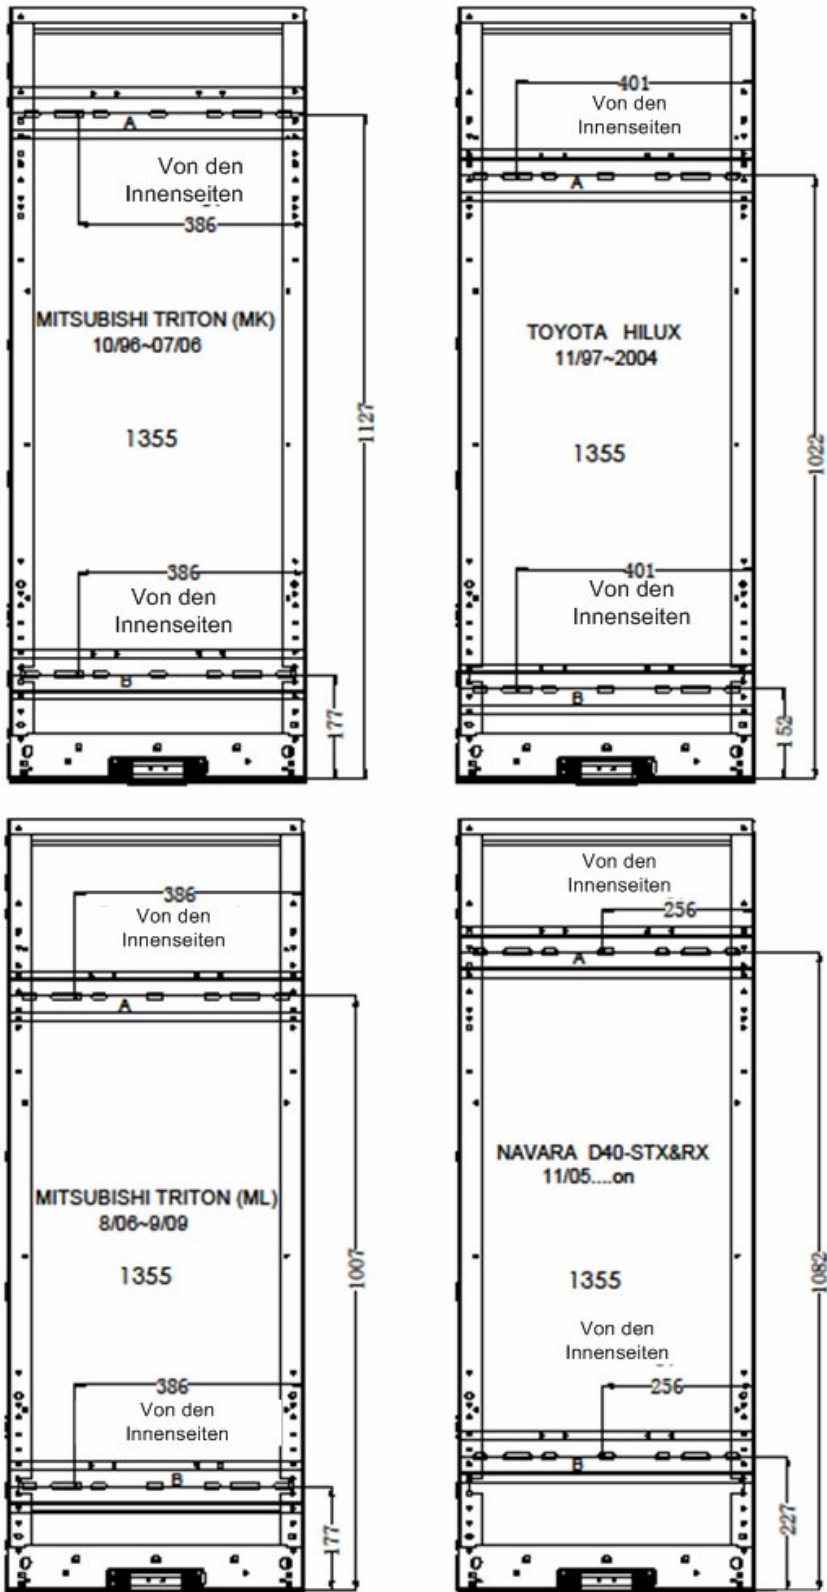 Von den
Innenseiten
386
A
MITSUBISHI TRITON (MK)
10/96~07/06
1355
1127
386
Von den
Innenseiten
B
177
401
Von den
Innenseiten
A
TOYOTA HILUX
11/97~2004
1355
1022
401
Von den
Innenseiten
B
152
386
Von den
Innenseiten
A
MITSUBISHI TRITON (ML)
8/06~9/09
1355
1007
386
Von den
Innenseiten
B
177
Von den
Innenseiten
256
A
NAVARA D40-STX&RX
11/05....on
1355
1082
Von den
Innenseiten
256
B
227